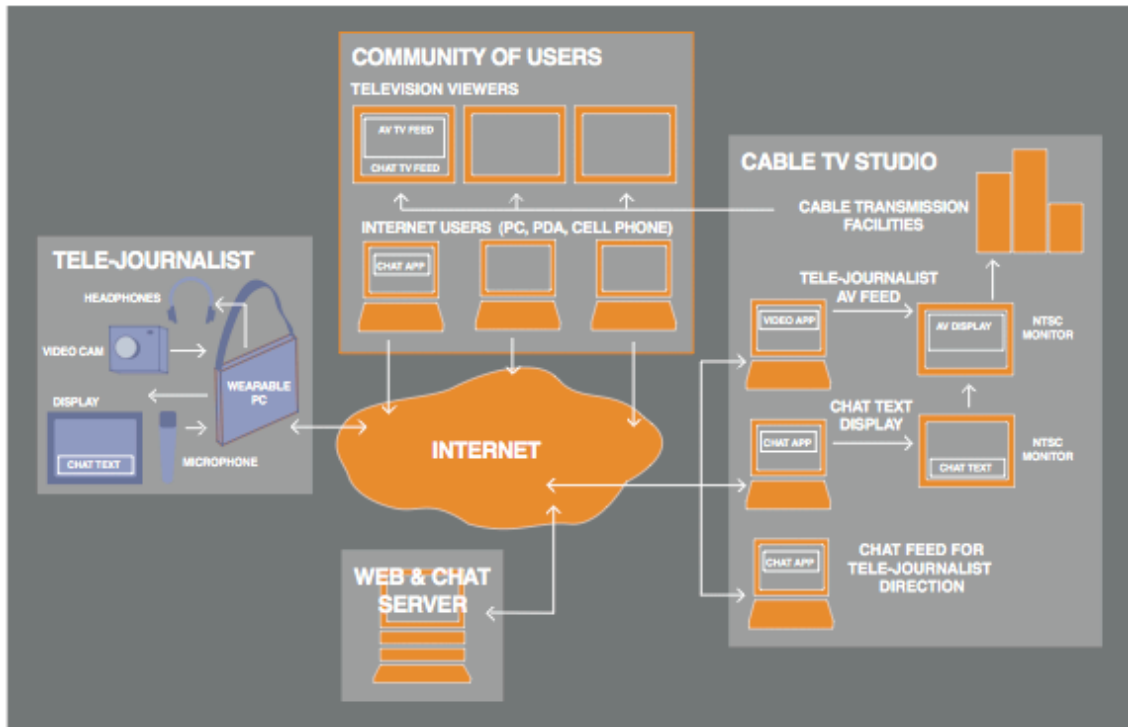 COMMUNITY OF USERS
TELEVISION VIEWERS
AV TV FEED
CHAT TV FEED
INTERNET USERS (PC, PDA, CELL PHONE)
CHAT APP
TELE-JOURNALIST
HEADPHONES
VIDEO CAM
WEARABLE
PC
DISPLAY
CHAT TEXT
MICROPHONE
INTERNET
WEB & CHAT
SERVER
CABLE TV STUDIO
CABLE TRANSMISSION
FACILITIES
TELE-JOURNALIST
AV FEED
VIDEO APP
AV DISPLAY
NTSC
MONITOR
CHAT TEXT
DISPLAY
CHAT APP
CHAT TEXT
NTSC
MONITOR
CHAT APP
CHAT FEED FOR
TELE-JOURNALIST
DIRECTION